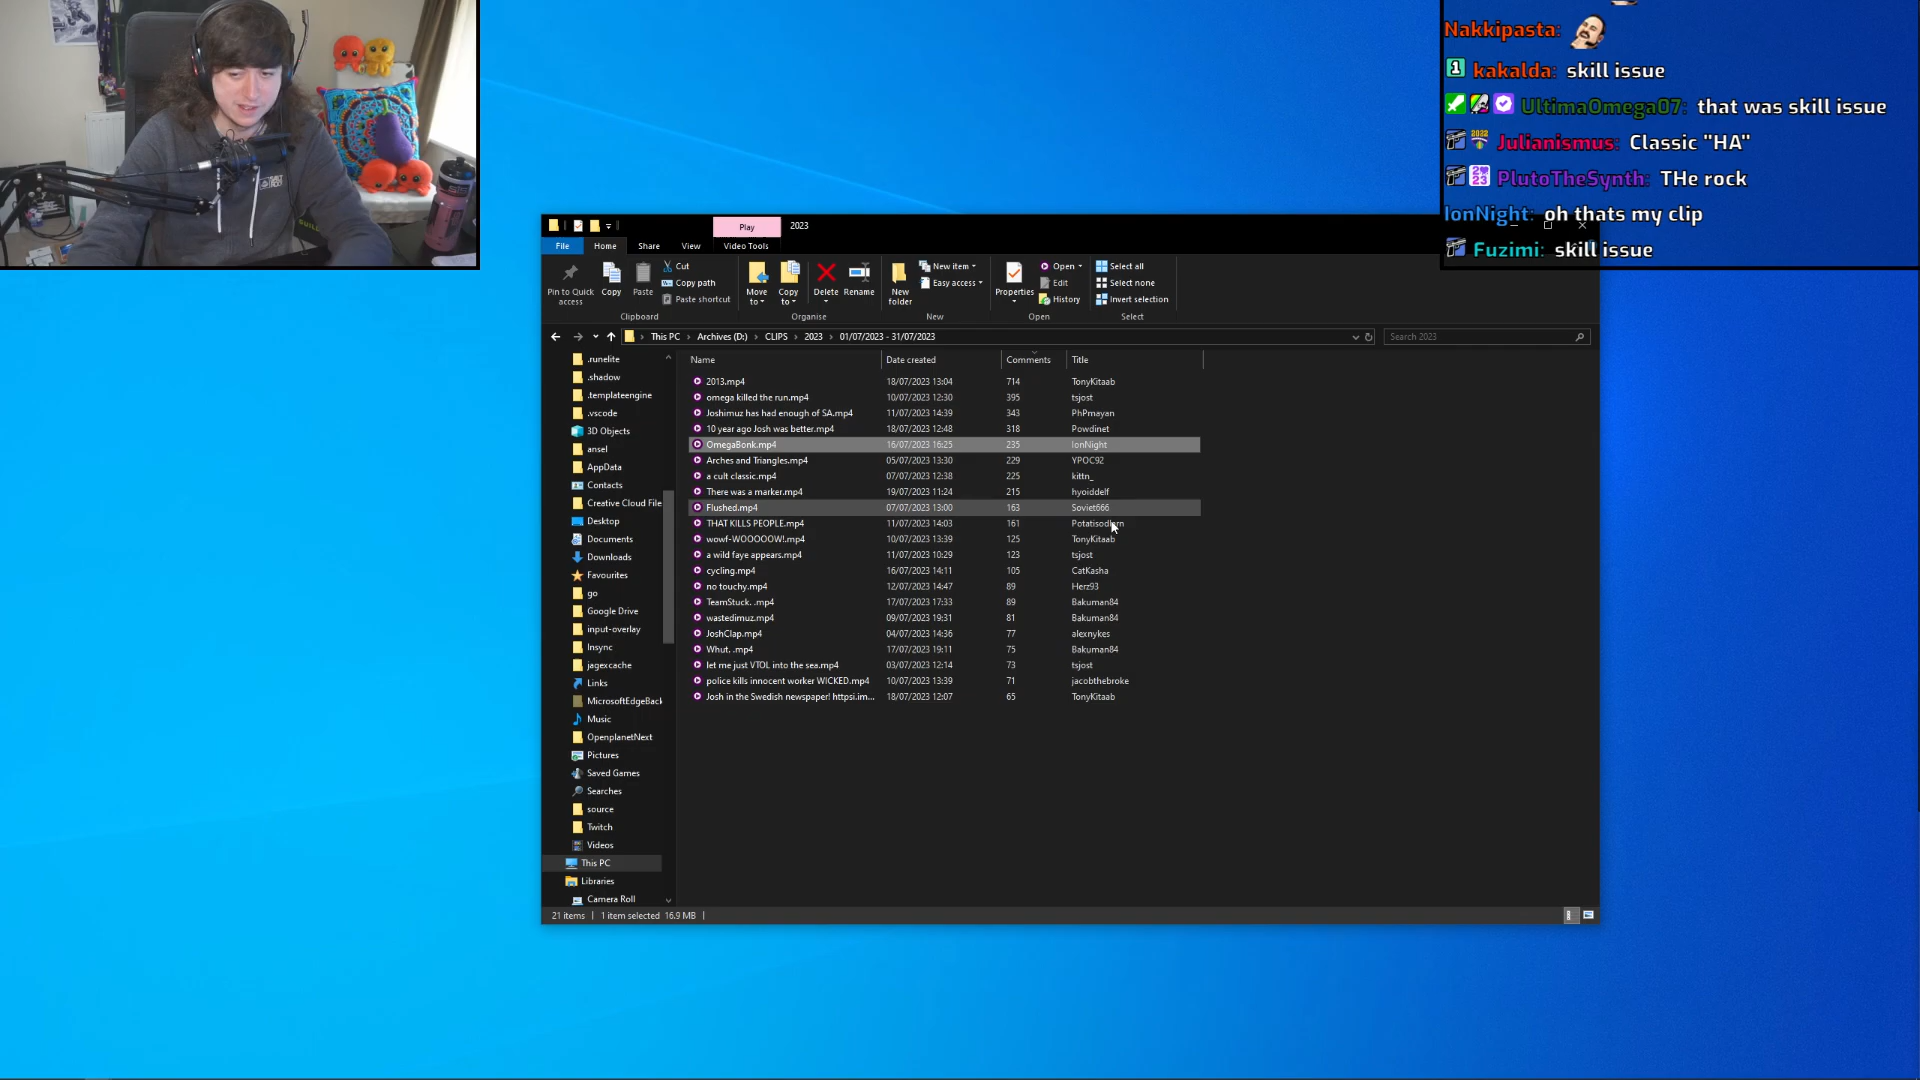 Nakkipasta:
1 kakalda: skill issue
UltimaOmega07: that was skill issue
2022 Julianismus: Classic "HA"
PlutoTheSynth: THe rock
IonNight: oh thats my clip
Fuzimi: skill issue
Play 2023
File Home Share View Video Tools
Pin to Quick access
Copy
Paste
Cut
Copy path
Paste shortcut
Clipboard
Move to
Copy to
Delete
Rename
Organise
New folder
New item
Easy access
New
Properties
Open
Edit
History
Open
Select all
Select none
Invert selection
Select
This PC > Archives (D:) > CLIPS > 2023 > 01/07/2023 - 31/07/2023
Search 2023
.runelite
.shadow
.templateengine
.vscode
3D Objects
ansel
AppData
Contacts
Creative Cloud File
Desktop
Documents
Downloads
Favourites
go
Google Drive
input-overlay
Insync
jagexcache
Links
MicrosoftEdgeBack
Music
OpenplanetNext
Pictures
Saved Games
Searches
source
Twitch
Videos
This PC
Libraries
Camera Roll
Name Date created Comments Title
2013.mp4 18/07/2023 13:04 714 TonyKitaab
omega killed the run.mp4 10/07/2023 12:30 395 tsjost
Joshimuz has had enough of SA.mp4 11/07/2023 14:39 343 PhPmayan
10 year ago Josh was better.mp4 18/07/2023 12:48 318 Powdinet
OmegaBonk.mp4 16/07/2023 16:25 235 IonNight
Arches and Triangles.mp4 05/07/2023 13:30 229 YPOC92
a cult classic.mp4 07/07/2023 12:38 225 kittn_
There was a marker.mp4 19/07/2023 11:24 215 hyoiddelf
Flushed.mp4 07/07/2023 13:00 163 Soviet666
THAT KILLS PEOPLE.mp4 11/07/2023 14:03 161
wowf-WOOOOOW!.mp4 10/07/2023 13:39 125 TonyKitaab
a wild faye appears.mp4 11/07/2023 10:29 123 tsjost
cycling.mp4 16/07/2023 14:11 105 CatKasha
no touchy.mp4 12/07/2023 14:47 89 Herz93
TeamStuck. .mp4 17/07/2023 17:33 89 Bakuman84
wastedimuz.mp4 09/07/2023 19:31 81 Bakuman84
JoshClap.mp4 04/07/2023 14:36 77 alexnykes
Whut. .mp4 17/07/2023 19:11 75 Bakuman84
let me just VTOL into the sea.mp4 03/07/2023 12:14 73 tsjost
police kills innocent worker WICKED.mp4 10/07/2023 13:39 71 jacobthebroke
Josh in the Swedish newspaper! httpsi.im... 18/07/2023 12:07 65 TonyKitaab
21 items 1 item selected 16.9 MB